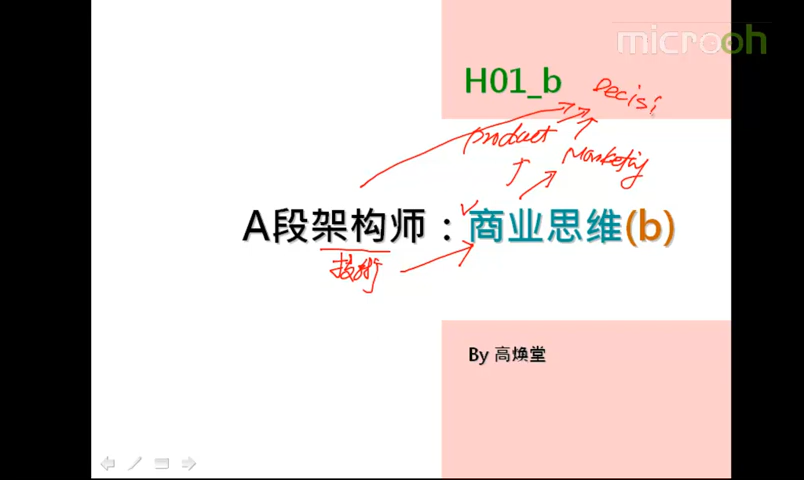 microoh
H01_b
Decisi
product
Marketing
A段架构师：商业思维(b)
技术
By 高焕堂